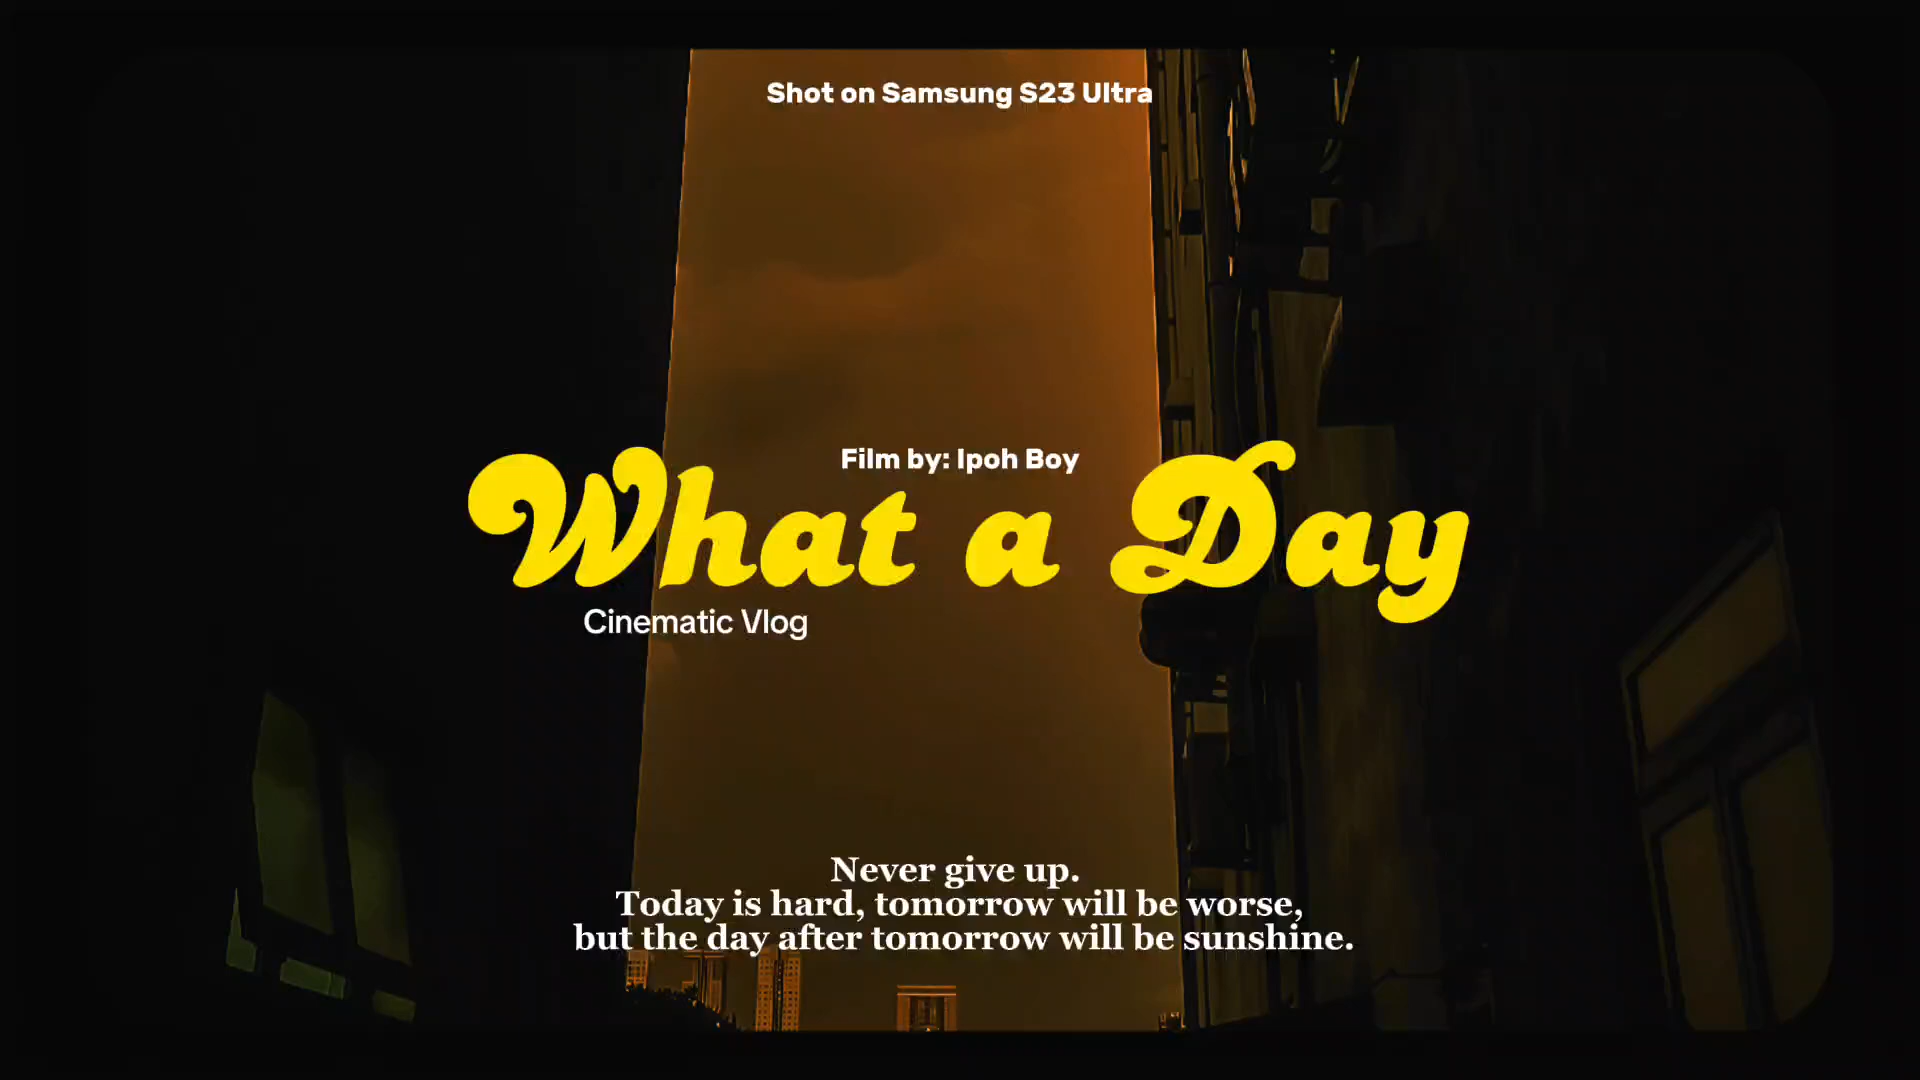 Shot on Samsung S23 Ultra
Film by: Ipoh Boy
What a Day
Cinematic Vlog
Never give up.
Today is hard, tomorrow will be worse,
but the day after tomorrow will be sunshine.